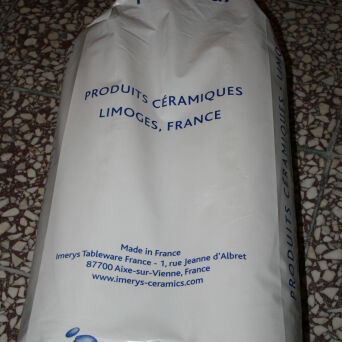 PRODUITS CÉRAMIQUES
LIMOGES, FRANCE
Made in France
Imerys Tableware France - 1, rue Jeanne d'Albret
87700 Aixe-sur-Vienne, France
www.imerys-ceramics.com
PRODUITS CÉRAMIQUES